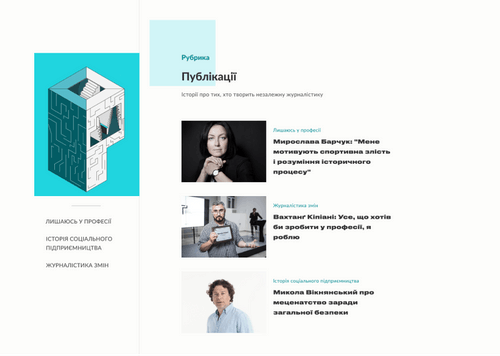 Рубрика
Публікації
Історії про тих, хто творить незалежну журналістику
ЛИШАЮСЬ У ПРОФЕСІЇ
ІСТОРІЯ СОЦІАЛЬНОГО
ПІДПРИЄМНИЦТВА
ЖУРНАЛІСТИКА ЗМІН
Лишаюсь у професії
Мирослава Барчук: "Мене
мотивують спортивна злість
і розуміння історичного
процесу"
Журналістика змін
Вахтанг Кіпіані: Усе, що хотів
би зробити у професії, я
роблю
Історія соціального підприємництва
Микола Вікнянський про
меценатство заради
загальної безпеки